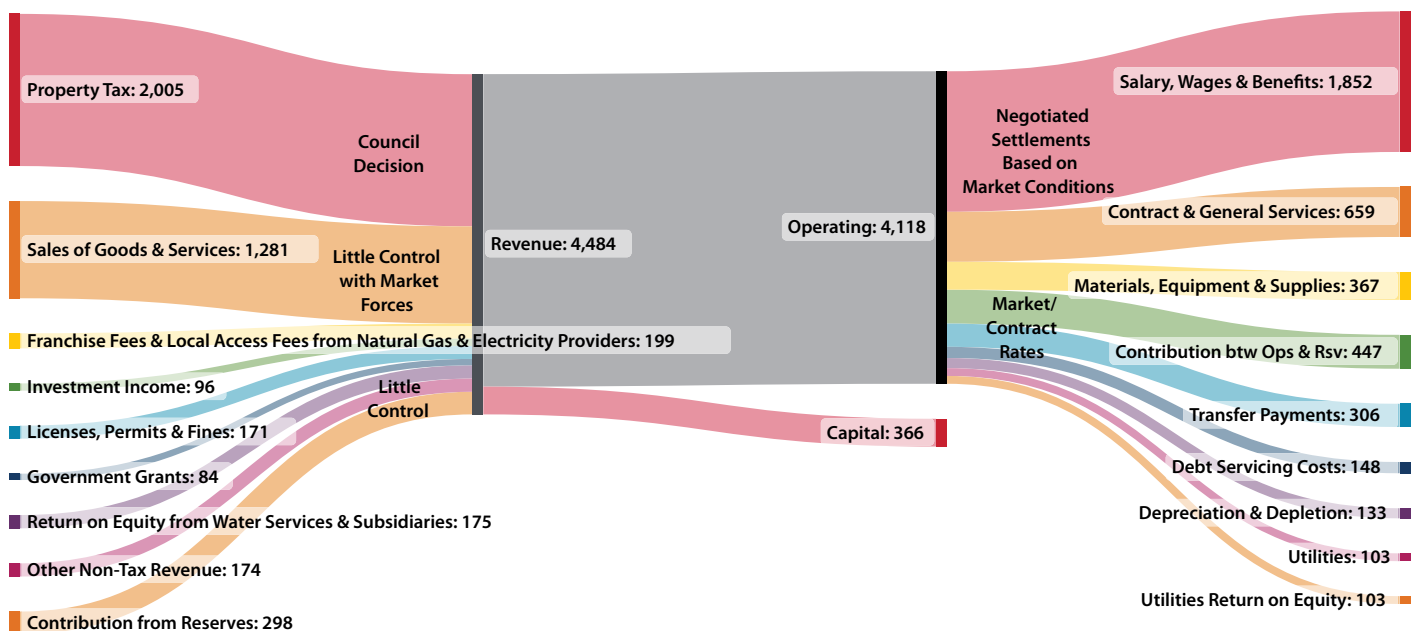 Property Tax: 2,005
Sales of Goods & Services: 1,281
Franchise Fees & Local Access Fees from Natural Gas & Electricity Providers: 199
Investment Income: 96
Licenses, Permits & Fines: 171
Government Grants: 84
Return on Equity from Water Services & Subsidiaries: 175
Other Non-Tax Revenue: 174
Contribution from Reserves: 298
Council
Decision
Little Control
with Market
Forces
Little
Control
Revenue: 4,484
Operating: 4,118
Capital: 366
Negotiated
Settlements
Based on
Market Conditions
Market/
Contract
Rates
Salary, Wages & Benefits: 1,852
Contract & General Services: 659
Materials, Equipment & Supplies: 367
Contribution btw Ops & Rsv: 447
Transfer Payments: 306
Debt Servicing Costs: 148
Depreciation & Depletion: 133
Utilities: 103
Utilities Return on Equity: 103